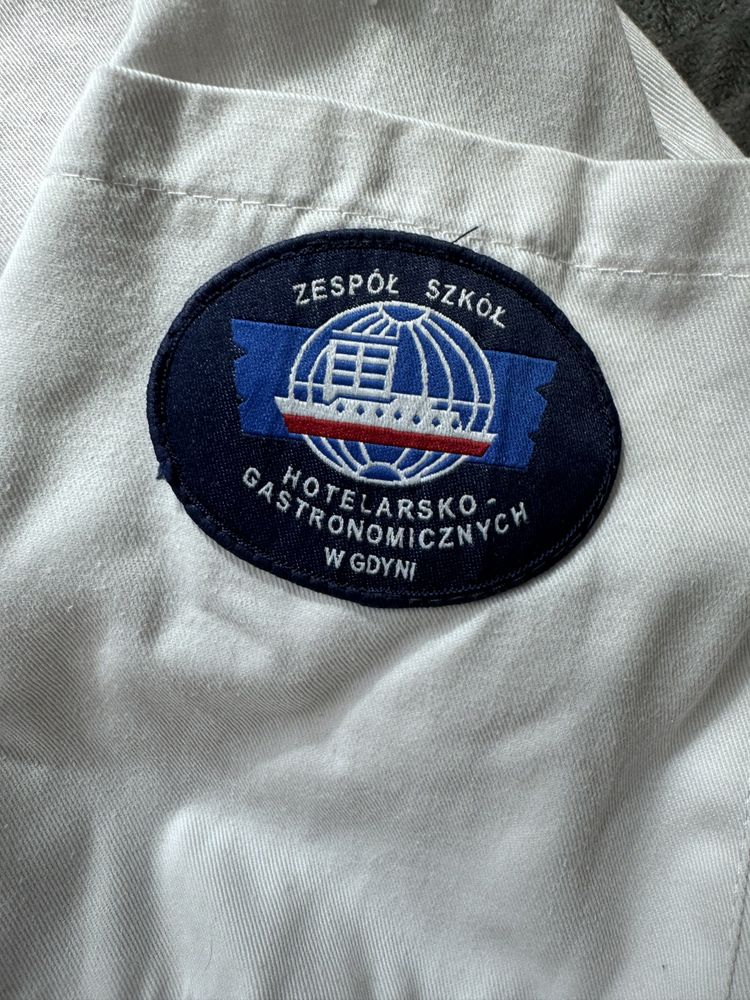 ZESPÓŁ SZKÓŁ
HOTELARSKO-
GASTRONOMICZNYCH
W GDYNI